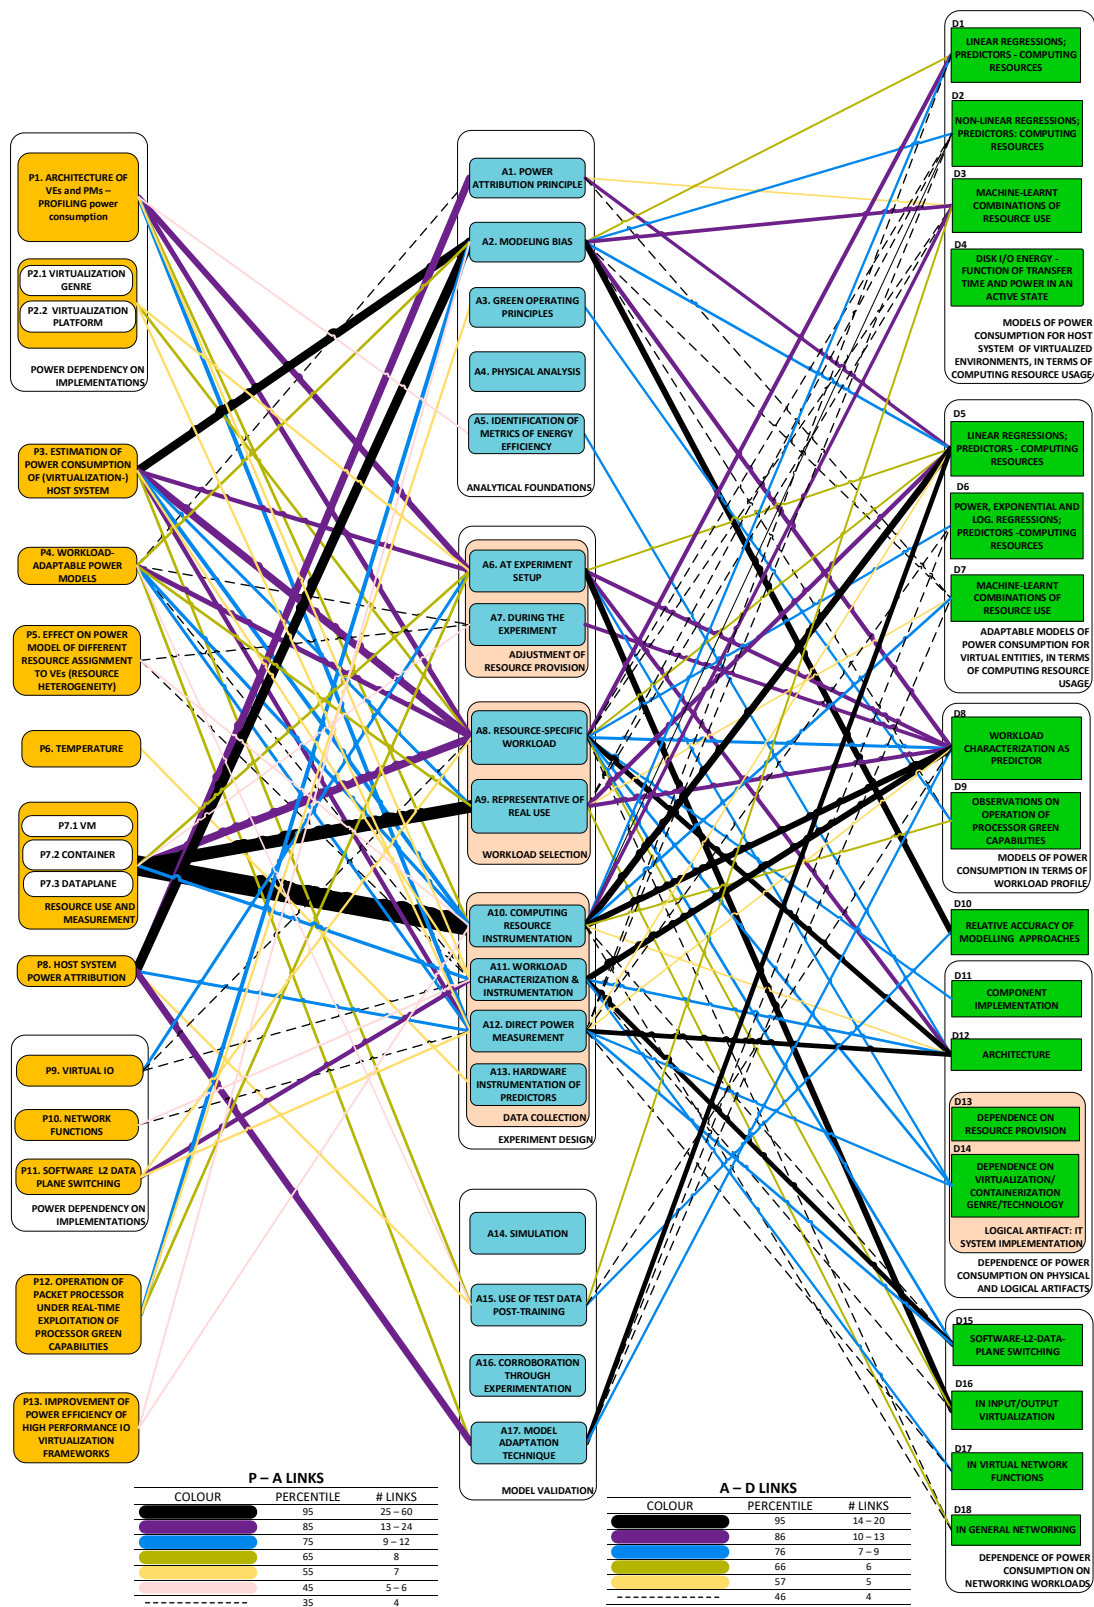 P1. ARCHITECTURE OF
VEs and PMs –
PROFILING power
consumption
P2.1 VIRTUALIZATION
GENRE
P2.2 VIRTUALIZATION
PLATFORM
POWER DEPENDENCY ON
IMPLEMENTATIONS
P3. ESTIMATION OF
POWER CONSUMPTION
OF (VIRTUALIZATION-)
HOST SYSTEM
P4. WORKLOAD-
ADAPTABLE POWER
MODELS
P5. EFFECT ON POWER
MODEL OF DIFFERENT
RESOURCE ASSIGNMENT
TO VEs (RESOURCE
HETEROGENEITY)
P6. TEMPERATURE
P7.1 VM
P7.2 CONTAINER
P7.3 DATAPLANE
RESOURCE USE AND
MEASUREMENT
P8. HOST SYSTEM
POWER ATTRIBUTION
P9. VIRTUAL IO
P10. NETWORK
FUNCTIONS
P11. SOFTWARE L2 DATA
PLANE SWITCHING
POWER DEPENDENCY ON
IMPLEMENTATIONS
P12. OPERATION OF
PACKET PROCESSOR
UNDER REAL-TIME
EXPLOITATION OF
PROCESSOR GREEN
CAPABILITIES
P13. IMPROVEMENT OF
POWER EFFICIENCY OF
HIGH PERFORMANCE IO
VIRTUALIZATION
FRAMEWORKS
A1. POWER
ATTRIBUTION PRINCIPLE
A2. MODELING BIAS
A3. GREEN OPERATING
PRINCIPLES
A4. PHYSICAL ANALYSIS
A5. IDENTIFICATION OF
METRICS OF ENERGY
EFFICIENCY
ANALYTICAL FOUNDATIONS
A6. AT EXPERIMENT
SETUP
A7. DURING THE
EXPERIMENT
ADJUSTMENT OF
RESOURCE PROVISION
A8. RESOURCE-SPECIFIC
WORKLOAD
A9. REPRESENTATIVE OF
REAL USE
WORKLOAD SELECTION
A10. COMPUTING
RESOURCE
INSTRUMENTATION
A11. WORKLOAD
CHARACTERIZATION &
INSTRUMENTATION
A12. DIRECT POWER
MEASUREMENT
A13. HARDWARE
INSTRUMENTATION OF
PREDICTORS
DATA COLLECTION
EXPERIMENT DESIGN
A14. SIMULATION
A15. USE OF TEST DATA
POST-TRAINING
A16. CORROBORATION
THROUGH
EXPERIMENTATION
A17. MODEL
ADAPTATION
TECHNIQUE
MODEL VALIDATION
D1
LINEAR REGRESSIONS;
PREDICTORS - COMPUTING
RESOURCES
D2
NON-LINEAR REGRESSIONS;
PREDICTORS: COMPUTING
RESOURCES
D3
MACHINE-LEARNT
COMBINATIONS OF
RESOURCE USE
D4
DISK I/O ENERGY -
FUNCTION OF TRANSFER
TIME AND POWER IN AN
ACTIVE STATE
MODELS OF POWER
CONSUMPTION FOR HOST
SYSTEM OF VIRTUALIZED
ENVIRONMENTS, IN TERMS OF
COMPUTING RESOURCE USAGE
D5
LINEAR REGRESSIONS;
PREDICTORS - COMPUTING
RESOURCES
D6
POWER, EXPONENTIAL AND
LOG. REGRESSIONS;
PREDICTORS -COMPUTING
RESOURCES
D7
MACHINE-LEARNT
COMBINATIONS OF
RESOURCE USE
ADAPTABLE MODELS OF
POWER CONSUMPTION FOR
VIRTUAL ENTITIES, IN TERMS
OF COMPUTING RESOURCE
USAGE
D8
WORKLOAD
CHARACTERIZATION AS
PREDICTOR
D9
OBSERVATIONS ON
OPERATION OF
PROCESSOR GREEN
CAPABILITIES
MODELS OF POWER
CONSUMPTION IN TERMS OF
WORKLOAD PROFILE
D10
RELATIVE ACCURACY OF
MODELLING APPROACHES
D11
COMPONENT
IMPLEMENTATION
D12
ARCHITECTURE
D13
DEPENDENCE ON
RESOURCE PROVISION
D14
DEPENDENCE ON
VIRTUALIZATION/
CONTAINERIZATION
GENRE/TECHNOLOGY
LOGICAL ARTIFACT: IT
SYSTEM IMPLEMENTATION
DEPENDENCE OF POWER
CONSUMPTION ON PHYSICAL
AND LOGICAL ARTIFACTS
D15
SOFTWARE-L2-DATA-
PLANE SWITCHING
D16
IN INPUT/OUTPUT
VIRTUALIZATION
D17
IN VIRTUAL NETWORK
FUNCTIONS
D18
IN GENERAL NETWORKING
DEPENDENCE OF POWER
CONSUMPTION ON
NETWORKING WORKLOADS
P – A LINKS
COLOUR PERCENTILE # LINKS
95 25 – 60
85 13 – 24
75 9 – 12
65 8
55 7
45 5 – 6
35 4
A – D LINKS
COLOUR PERCENTILE # LINKS
95 14 – 20
86 10 – 13
76 7 – 9
66 6
57 5
46 4